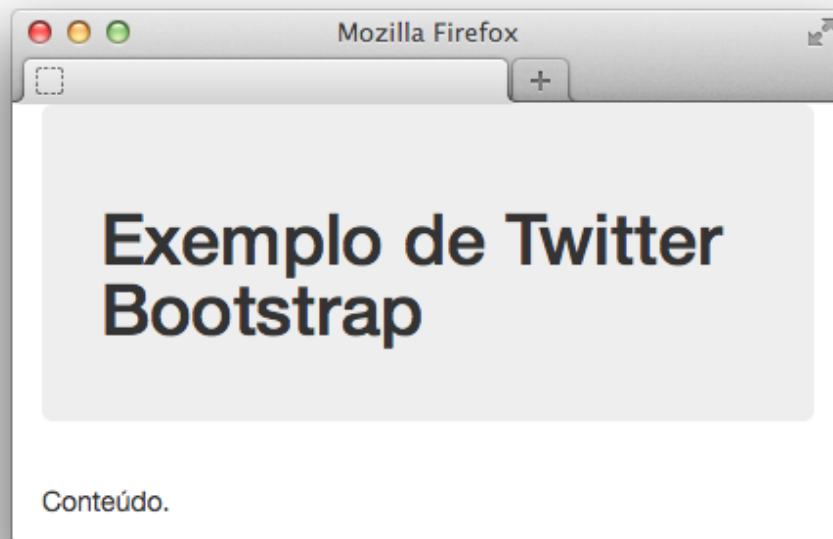 Mozilla Firefox
+
Exemplo de Twitter
Bootstrap
Conteúdo.